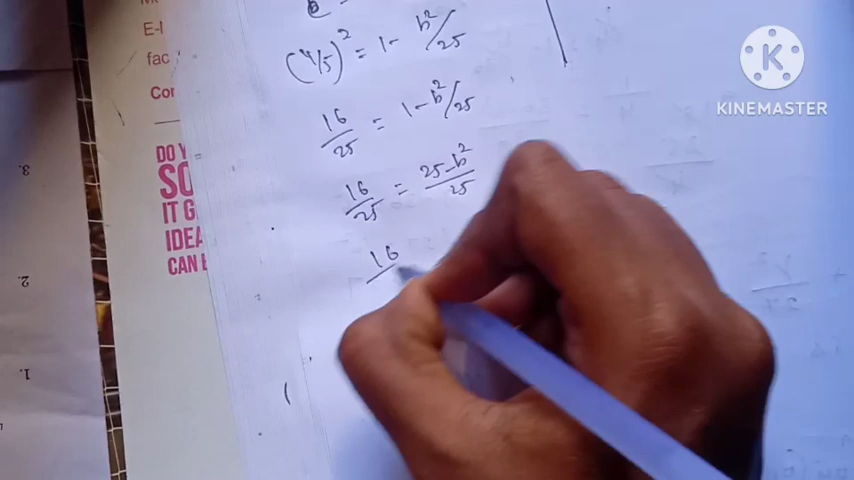 (4/5)² = 1 - b²/25
16/25 = 1 - b²/25
16/25 = 25-b²/25
16
(
M
E-l
fac
Con
DO Y
SO
IT G
IDEA
CAN
3.
2.
1.
K
KINEMASTER